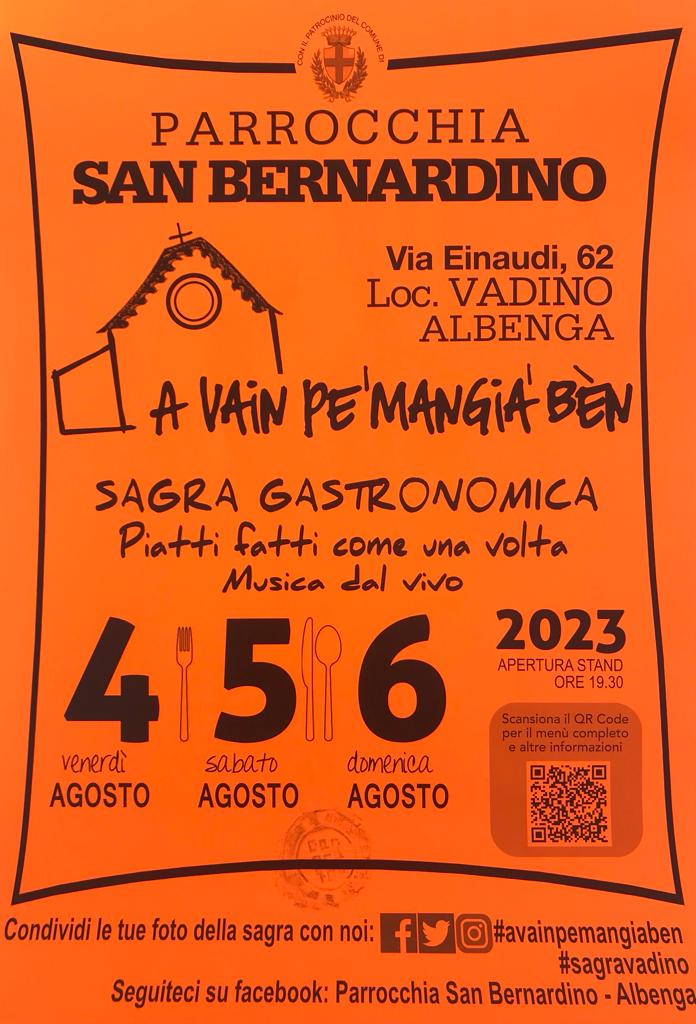 CON IL PATROCINIO DEL COMUNE DI
PARROCCHIA
SAN BERNARDINO
Via Einaudi, 62
Loc. VADINO
ALBENGA
A VAIN PE' MANGIA' BÈN
SAGRA GASTRONOMICA
Piatti fatti come una volta
Musica dal vivo
4 5 6
2023
APERTURA STAND
ORE 19.30
venerdì sabato domenica
AGOSTO AGOSTO AGOSTO
Scansiona il QR Code
per il menù completo
e altre informazioni
Condividi le tue foto della sagra con noi: #avainpemangiaben
#sagravadino
Seguiteci su facebook: Parrocchia San Bernardino - Albenga